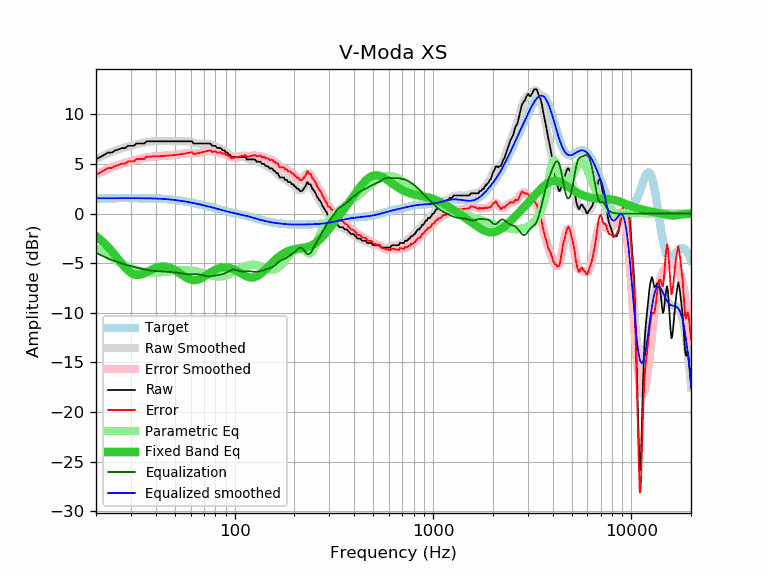 V-Moda XS
Amplitude (dBr)
10
5
0
−5
−10
−15
−20
−25
−30
Target
Raw Smoothed
Error Smoothed
Raw
Error
Parametric Eq
Fixed Band Eq
Equalization
Equalized smoothed
100
1000
10000
Frequency (Hz)